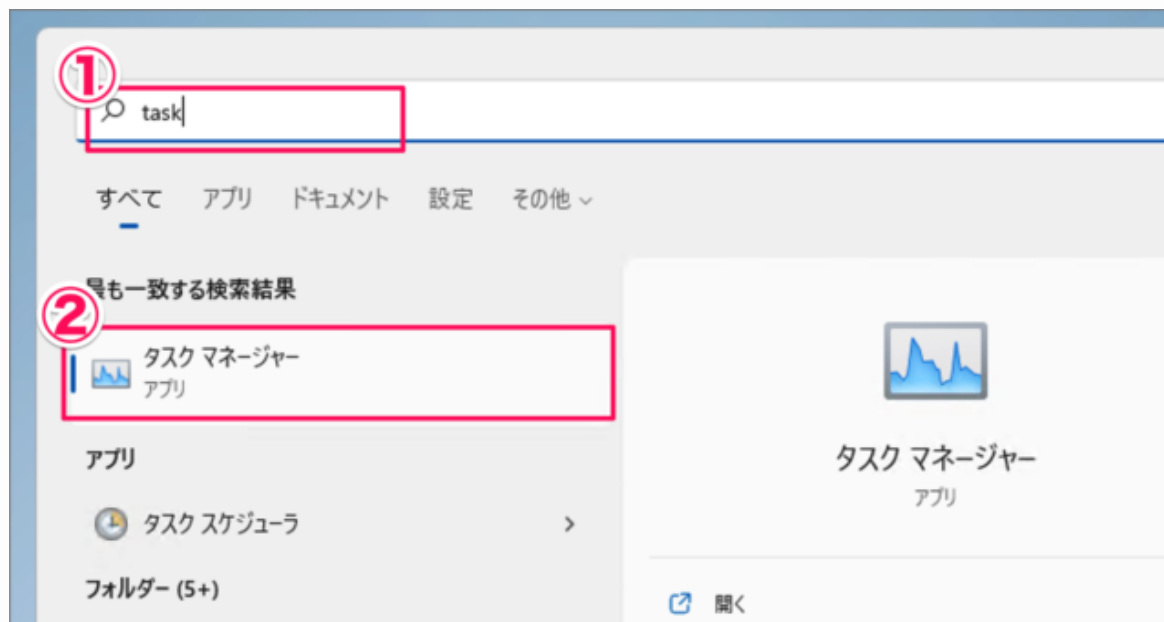 ①
task
すべて アプリ ドキュメント 設定 その他
最も一致する検索結果
②
タスク マネージャー
アプリ
アプリ
タスク スケジューラ
フォルダー (5+)
タスク マネージャー
アプリ
開く